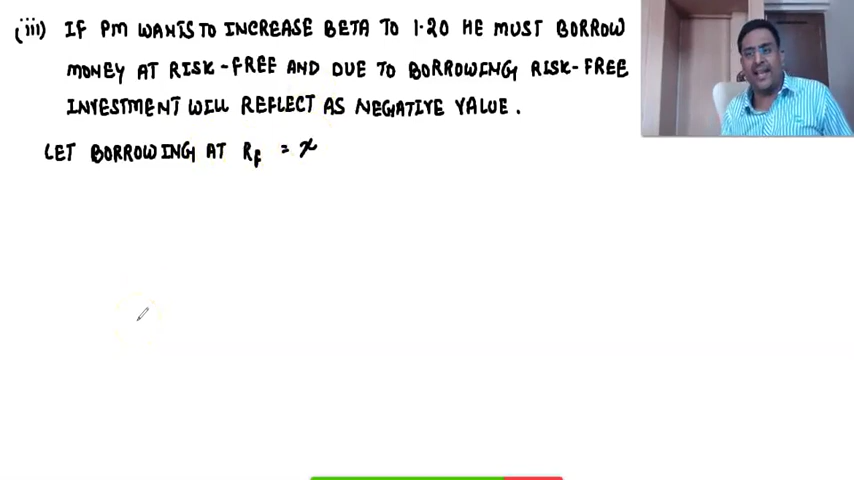 (iii) IF PM WANTS TO INCREASE BETA TO 1.20 HE MUST BORROW
MONEY AT RISK-FREE AND DUE TO BORROWING RISK-FREE
INVESTMENT WILL REFLECT AS NEGATIVE VALUE.
LET BORROWING AT Rf = x